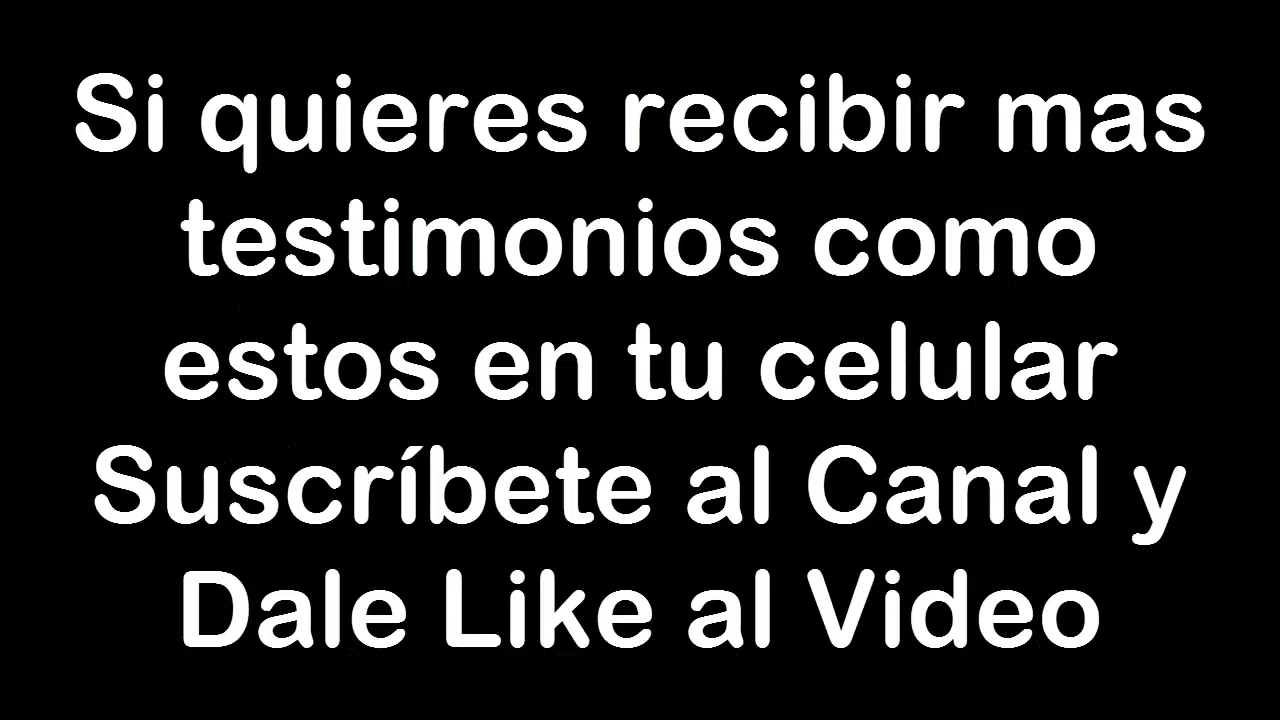 Si quieres recibir mas
testimonios como
estos en tu celular
Suscríbete al Canal y
Dale Like al Video